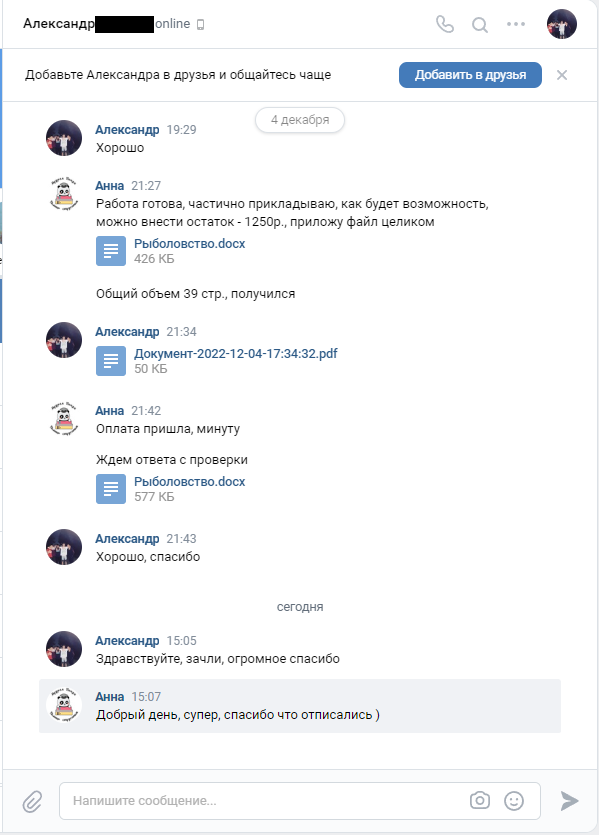 Александр online
Добавьте Александра в друзья и общайтесь чаще
Добавить в друзья
4 декабря
Александр 19:29
Хорошо
Анна 21:27
Работа готова, частично прикладываю, как будет возможность,
можно внести остаток - 1250р., приложу файл целиком
Рыболовство.docx
426 КБ
Общий объем 39 стр., получился
Александр 21:34
Документ-2022-12-04-17:34:32.pdf
50 КБ
Анна 21:42
Оплата пришла, минуту
Ждем ответа с проверки
Рыболовство.docx
577 КБ
Александр 21:43
Хорошо, спасибо
сегодня
Александр 15:05
Здравствуйте, зачли, огромное спасибо
Анна 15:07
Добрый день, супер, спасибо что отписались )
Напишите сообщение...